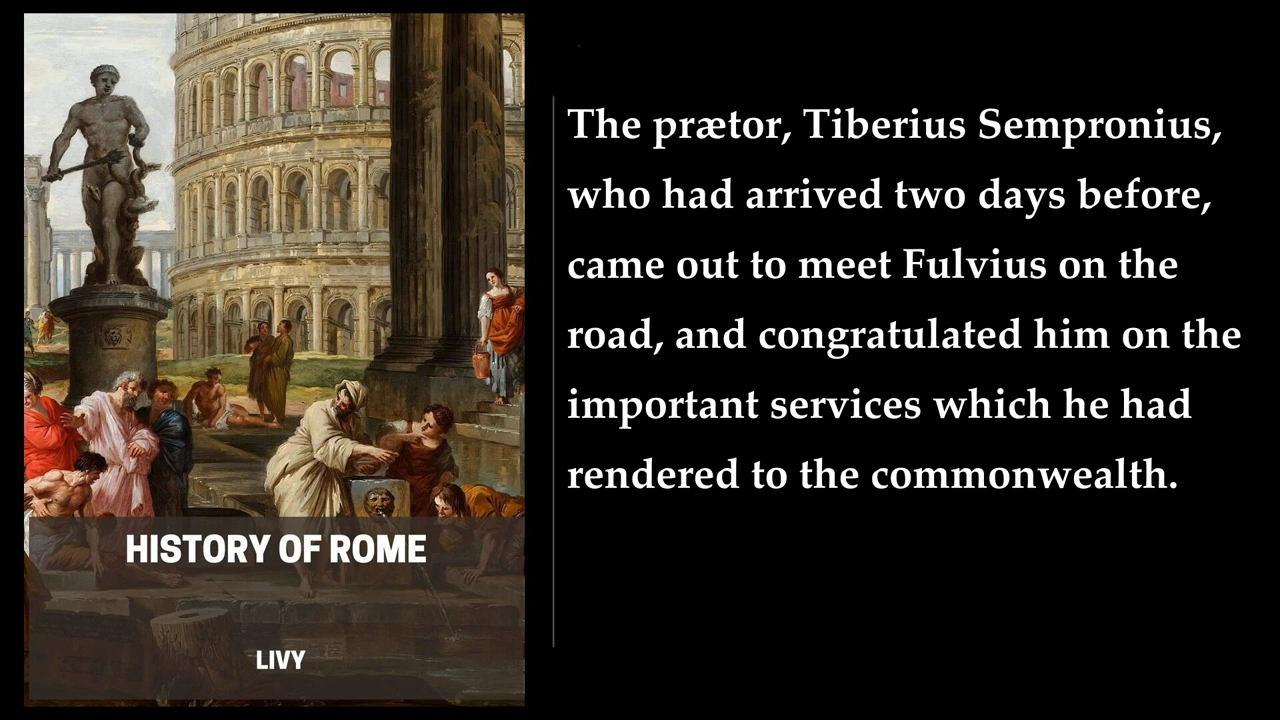 The prætor, Tiberius Sempronius,
who had arrived two days before,
came out to meet Fulvius on the
road, and congratulated him on the
important services which he had
rendered to the commonwealth.
HISTORY OF ROME
LIVY